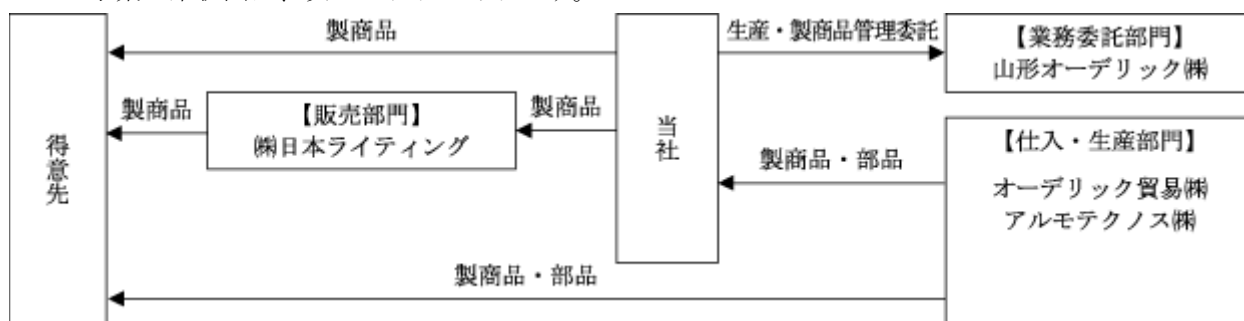 製商品
生産・製商品管理委託
【業務委託部門】
山形オーデリック㈱
製商品
【販売部門】
㈱日本ライティング
製商品
得意先
当社
【仕入・生産部門】
オーデリック貿易㈱
アルモテクノス㈱
製商品・部品
製商品・部品